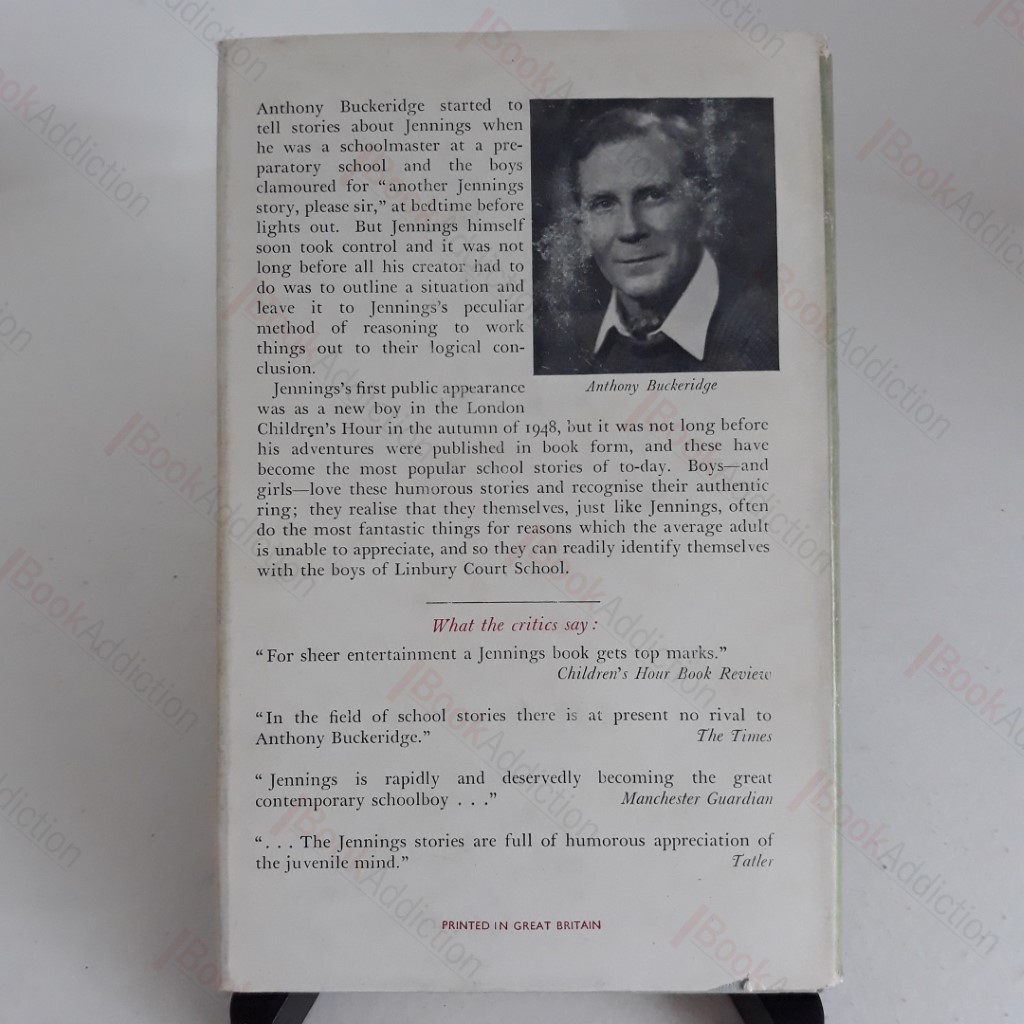 Anthony Buckeridge started to
tell stories about Jennings when
he was a schoolmaster at a pre-
paratory school and the boys
clamoured for "another Jennings
story, please sir," at bedtime before
lights out. But Jennings himself
soon took control and it was not
long before all his creator had to
do was to outline a situation and
leave it to Jennings's peculiar
method of reasoning to work
things out to their logical con-
clusion.
Anthony Buckeridge
Jennings's first public appearance
was as a new boy in the London
Children's Hour in the autumn of 1948, but it was not long before
his adventures were published in book form, and these have
become the most popular school stories of to-day. Boys—and
girls—love these humorous stories and recognise their authentic
ring; they realise that they themselves, just like Jennings, often
do the most fantastic things for reasons which the average adult
is unable to appreciate, and so they can readily identify themselves
with the boys of Linbury Court School.
What the critics say:
"For sheer entertainment a Jennings book gets top marks."
Children's Hour Book Review
"In the field of school stories there is at present no rival to
Anthony Buckeridge." The Times
"Jennings is rapidly and deservedly becoming the great
contemporary schoolboy . . ." Manchester Guardian
". . . The Jennings stories are full of humorous appreciation of
the juvenile mind." Tatler
PRINTED IN GREAT BRITAIN
BookAddiction